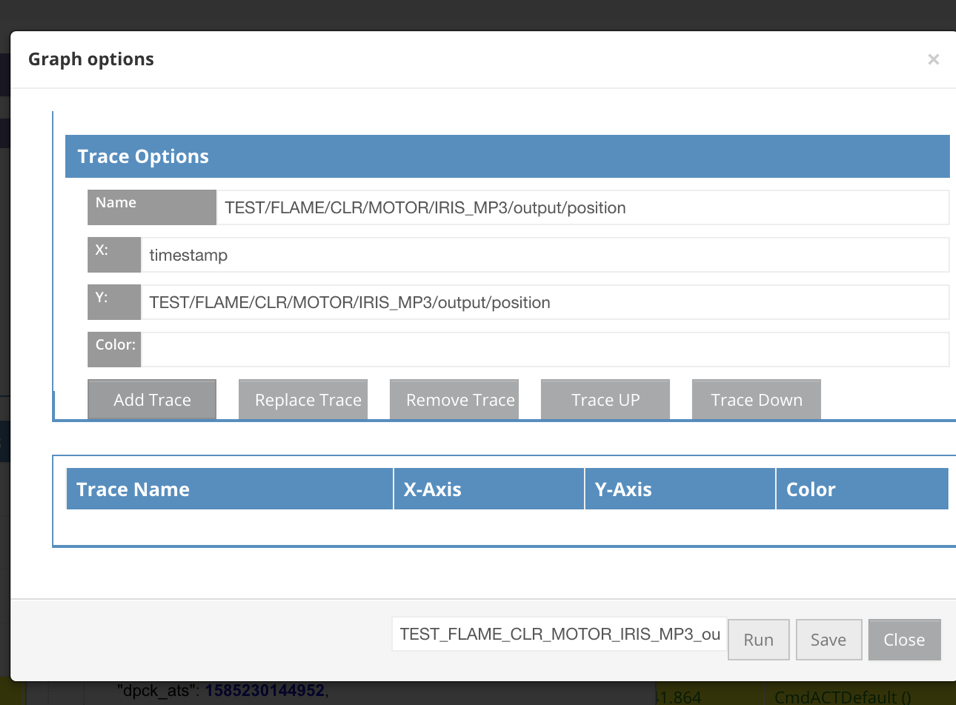 Graph options
×
Trace Options
Name
TEST/FLAME/CLR/MOTOR/IRIS_MP3/output/position
X:
timestamp
Y:
TEST/FLAME/CLR/MOTOR/IRIS_MP3/output/position
Color:
Add Trace Replace Trace Remove Trace Trace UP Trace Down
Trace Name X-Axis Y-Axis Color
TEST_FLAME_CLR_MOTOR_IRIS_MP3_ou Run Save Close
"dpck_ats": 1585230144952, 1.864 CmdACTDefault ()